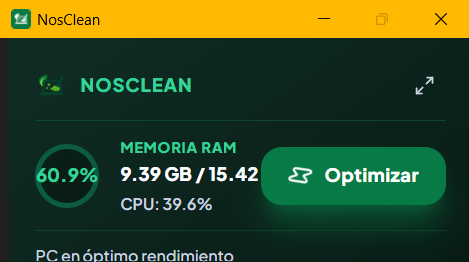 NosClean
NOSCLEAN
60.9%
MEMORIA RAM
9.39 GB / 15.42
CPU: 39.6%
Optimizar
PC en óptimo rendimiento